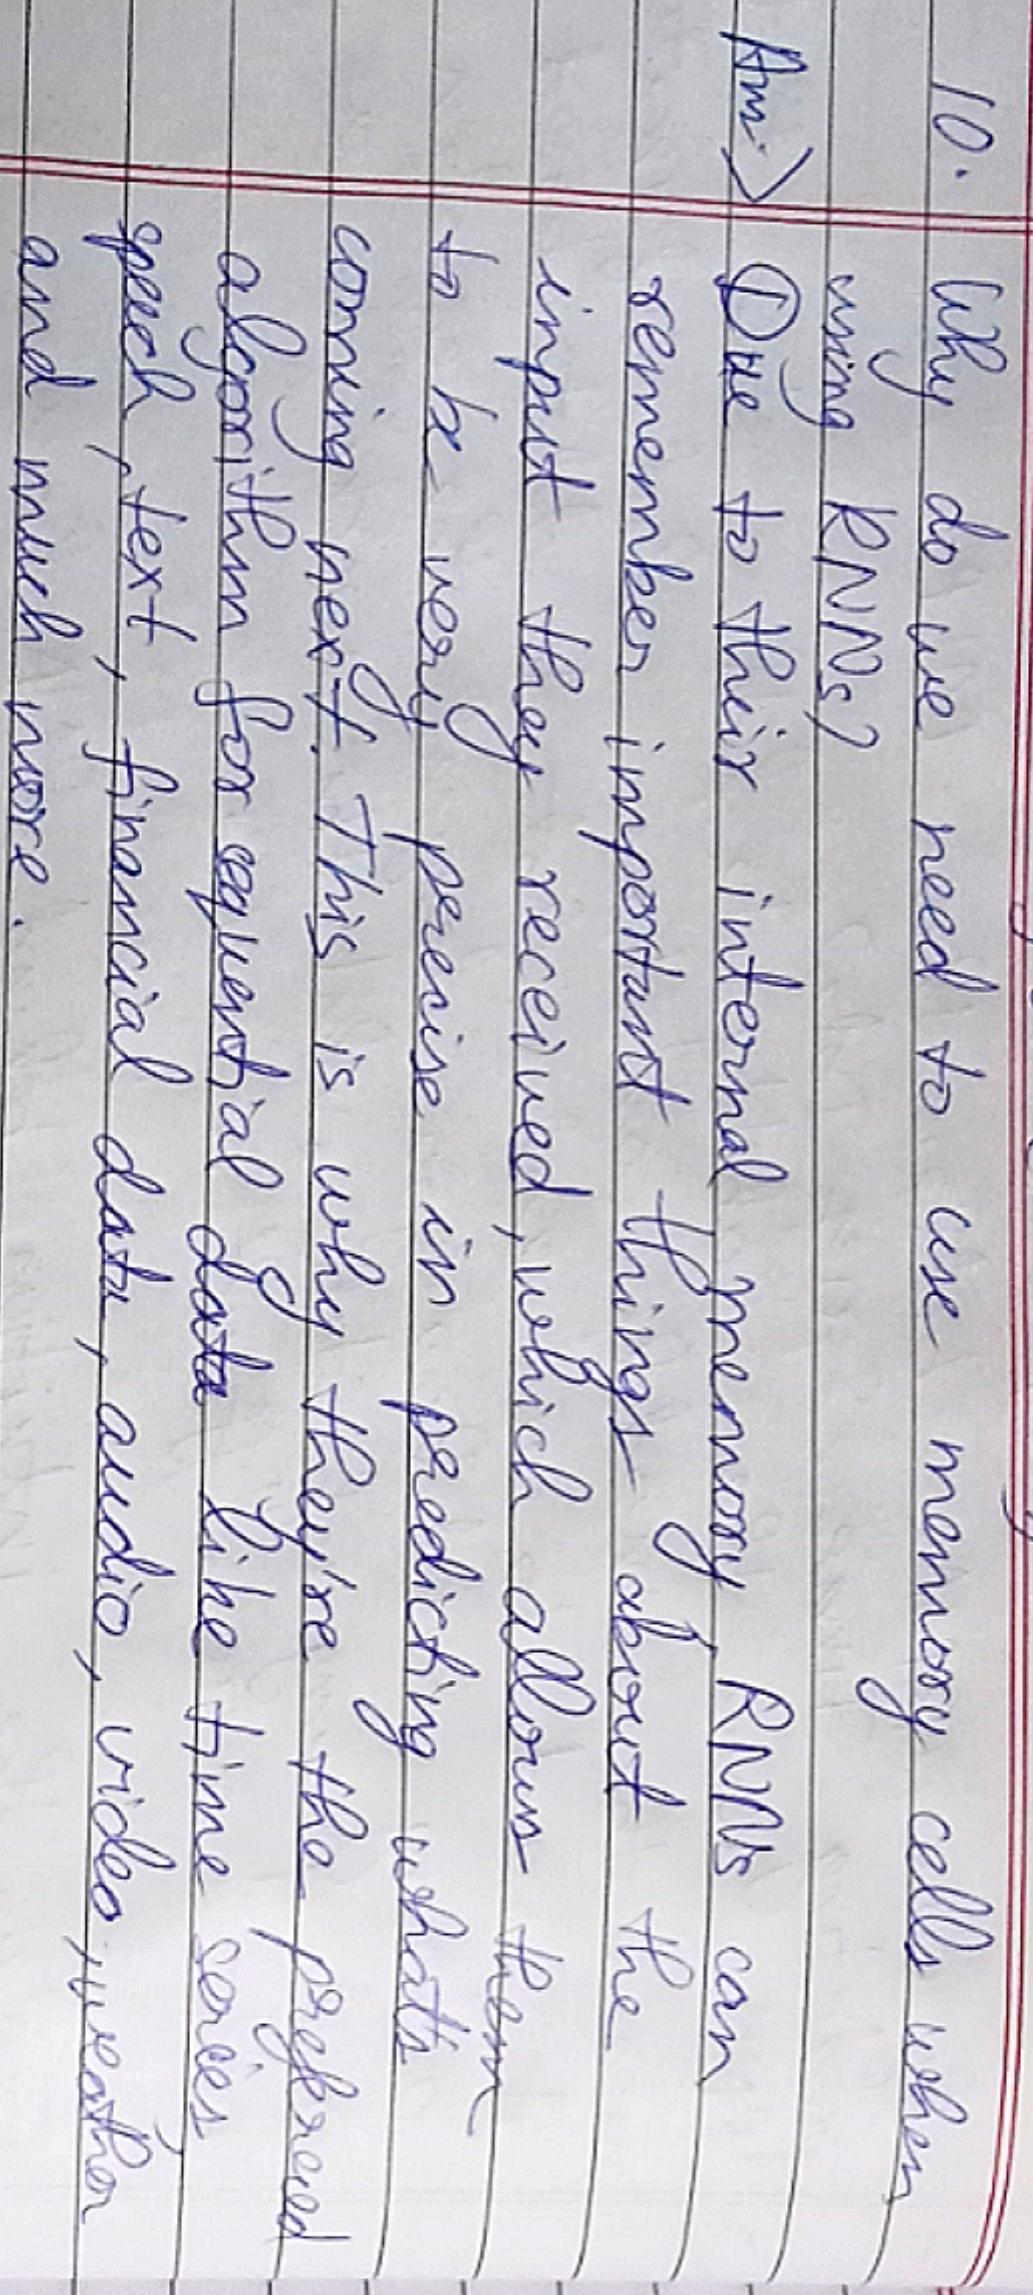 10. Why do we need to use memory cells when
using RNNs?
Ans> Due to their internal memory, RNNs can
remember important things about the
input they received, which allows them
to be very precise in predicting what's
coming next. This is why they're the prefered
algorithm for sequential data like time series,
speech, text, financial data, audio, video, weather
and much more.